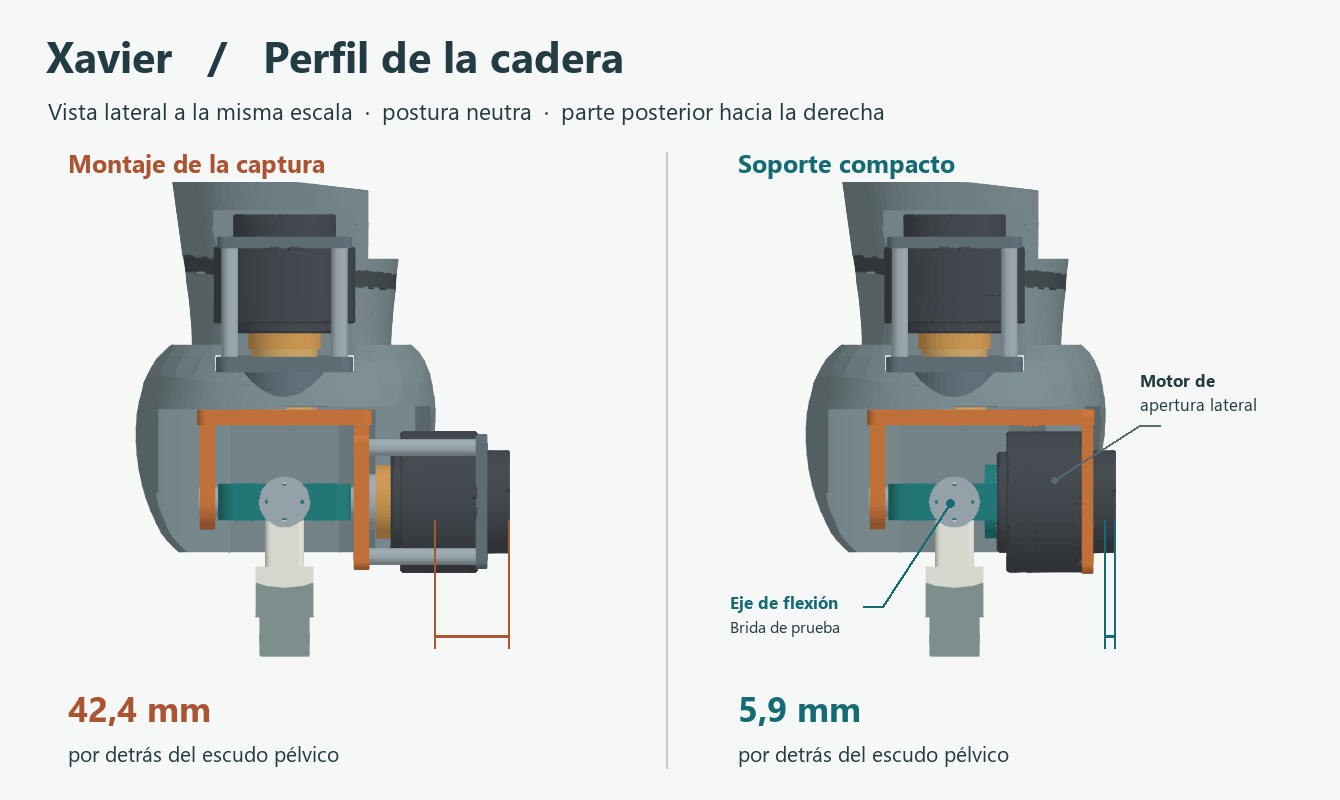 Xavier / Perfil de la cadera
Vista lateral a la misma escala · postura neutra · parte posterior hacia la derecha
Montaje de la captura
Soporte compacto
Motor de
apertura lateral
Eje de flexión
Brida de prueba
42,4 mm
por detrás del escudo pélvico
5,9 mm
por detrás del escudo pélvico